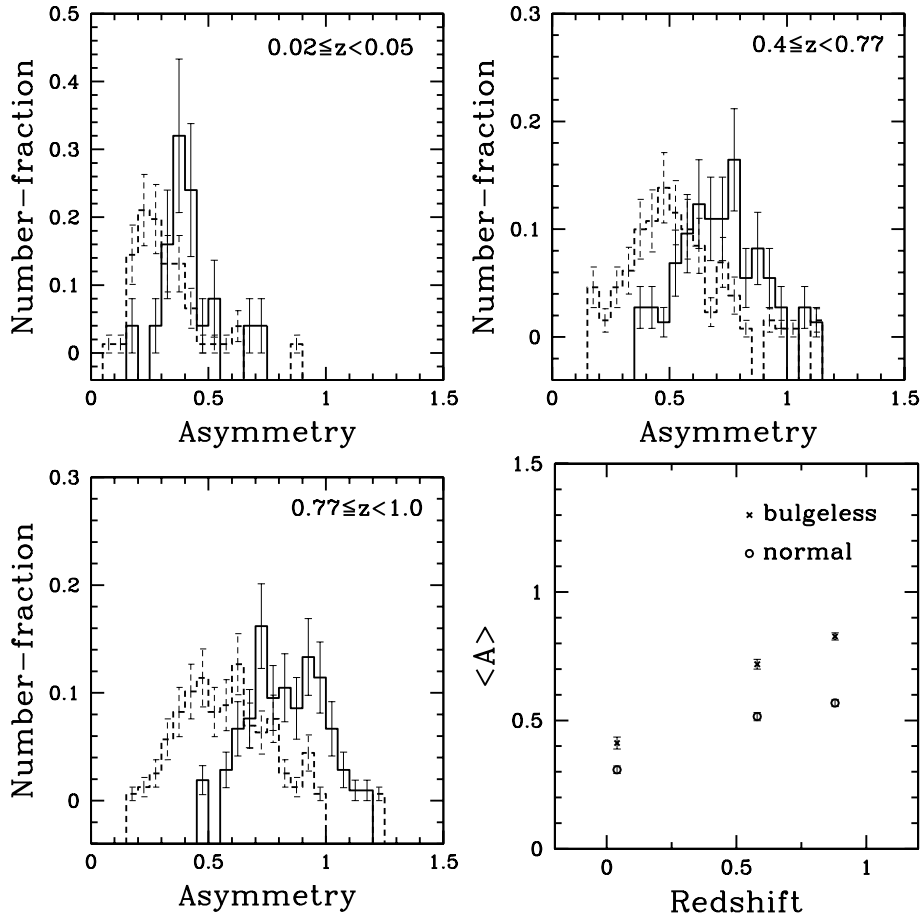 0.02≦z<0.05
Number−fraction
0.5
0.4
0.3
0.2
0.1
0
0 0.5 1 1.5
Asymmetry
0.4≦z<0.77
Number−fraction
0.3
0.2
0.1
0
0 0.5 1 1.5
Asymmetry
0.77≦z<1.0
Number−fraction
0.3
0.2
0.1
0
0 0.5 1 1.5
Asymmetry
bulgeless
normal
<A>
1.5
1
0.5
0
0 0.5 1
Redshift